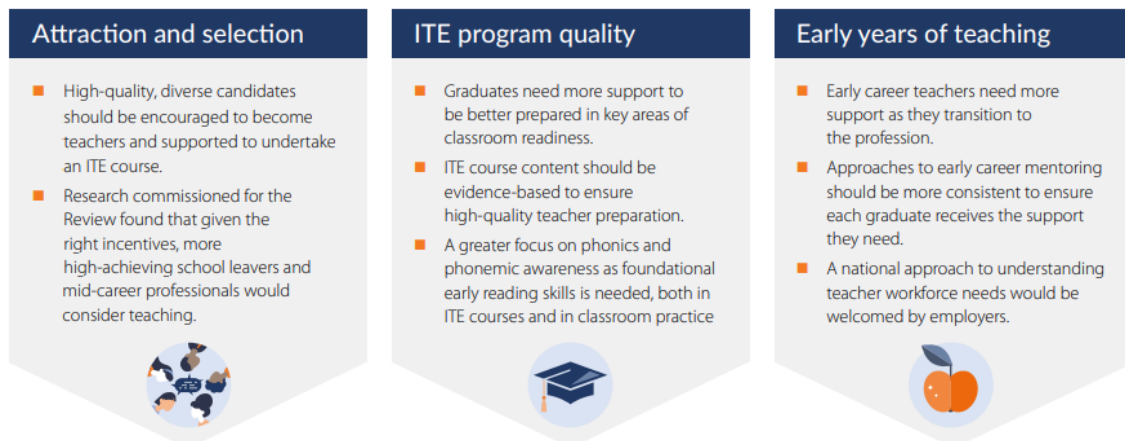 Attraction and selection
■ High-quality, diverse candidates
should be encouraged to become
teachers and supported to undertake
an ITE course.
■ Research commissioned for the
Review found that given the
right incentives, more
high-achieving school leavers and
mid-career professionals would
consider teaching.
ITE program quality
■ Graduates need more support to
be better prepared in key areas of
classroom readiness.
■ ITE course content should be
evidence-based to ensure
high-quality teacher preparation.
■ A greater focus on phonics and
phonemic awareness as foundational
early reading skills is needed, both in
ITE courses and in classroom practice
Early years of teaching
■ Early career teachers need more
support as they transition to
the profession.
■ Approaches to early career mentoring
should be more consistent to ensure
each graduate receives the support
they need.
■ A national approach to understanding
teacher workforce needs would be
welcomed by employers.